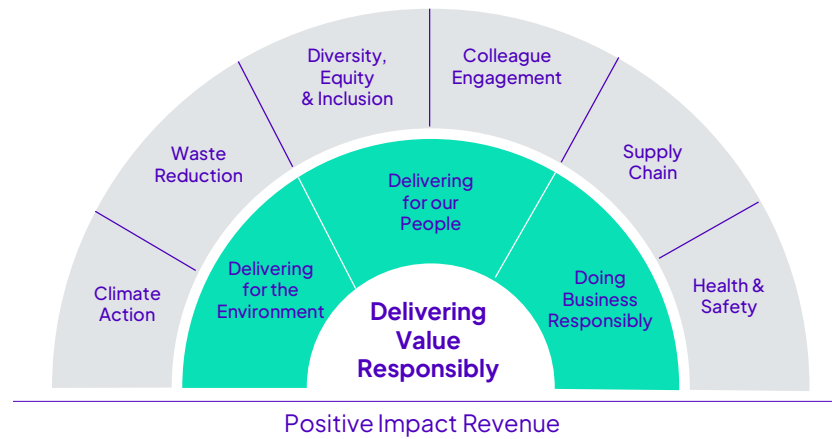 Diversity,
Equity
& Inclusion
Colleague
Engagement
Waste
Reduction
Supply
Chain
Climate
Action
Health &
Safety
Delivering
for our
People
Delivering
for the
Environment
Doing
Business
Responsibly
Delivering
Value
Responsibly
Positive Impact Revenue